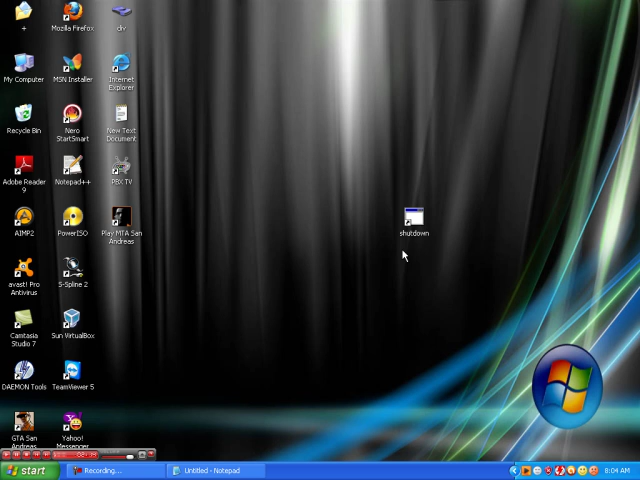 +
Mozilla Firefox
div
My Computer
MSN Installer
Internet
Explorer
Recycle Bin
Nero
StartSmart
New Text
Document
Adobe Reader
9
Notepad++
PBX TV
AIMP2
PowerISO
Play MTA San
Andreas
shutdown
avast! Pro
Antivirus
S-Spline 2
Camtasia
Studio 7
Sun VirtualBox
DAEMON Tools
TeamViewer 5
GTA San
Andreas
Yahoo!
Messenger
start
Recording...
Untitled - Notepad
8:04 AM